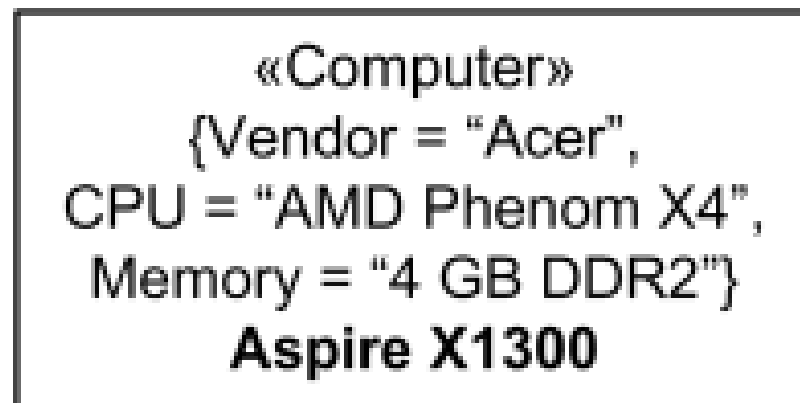 «Computer»
{Vendor = “Acer”,
CPU = “AMD Phenom X4”,
Memory = “4 GB DDR2”}
Aspire X1300